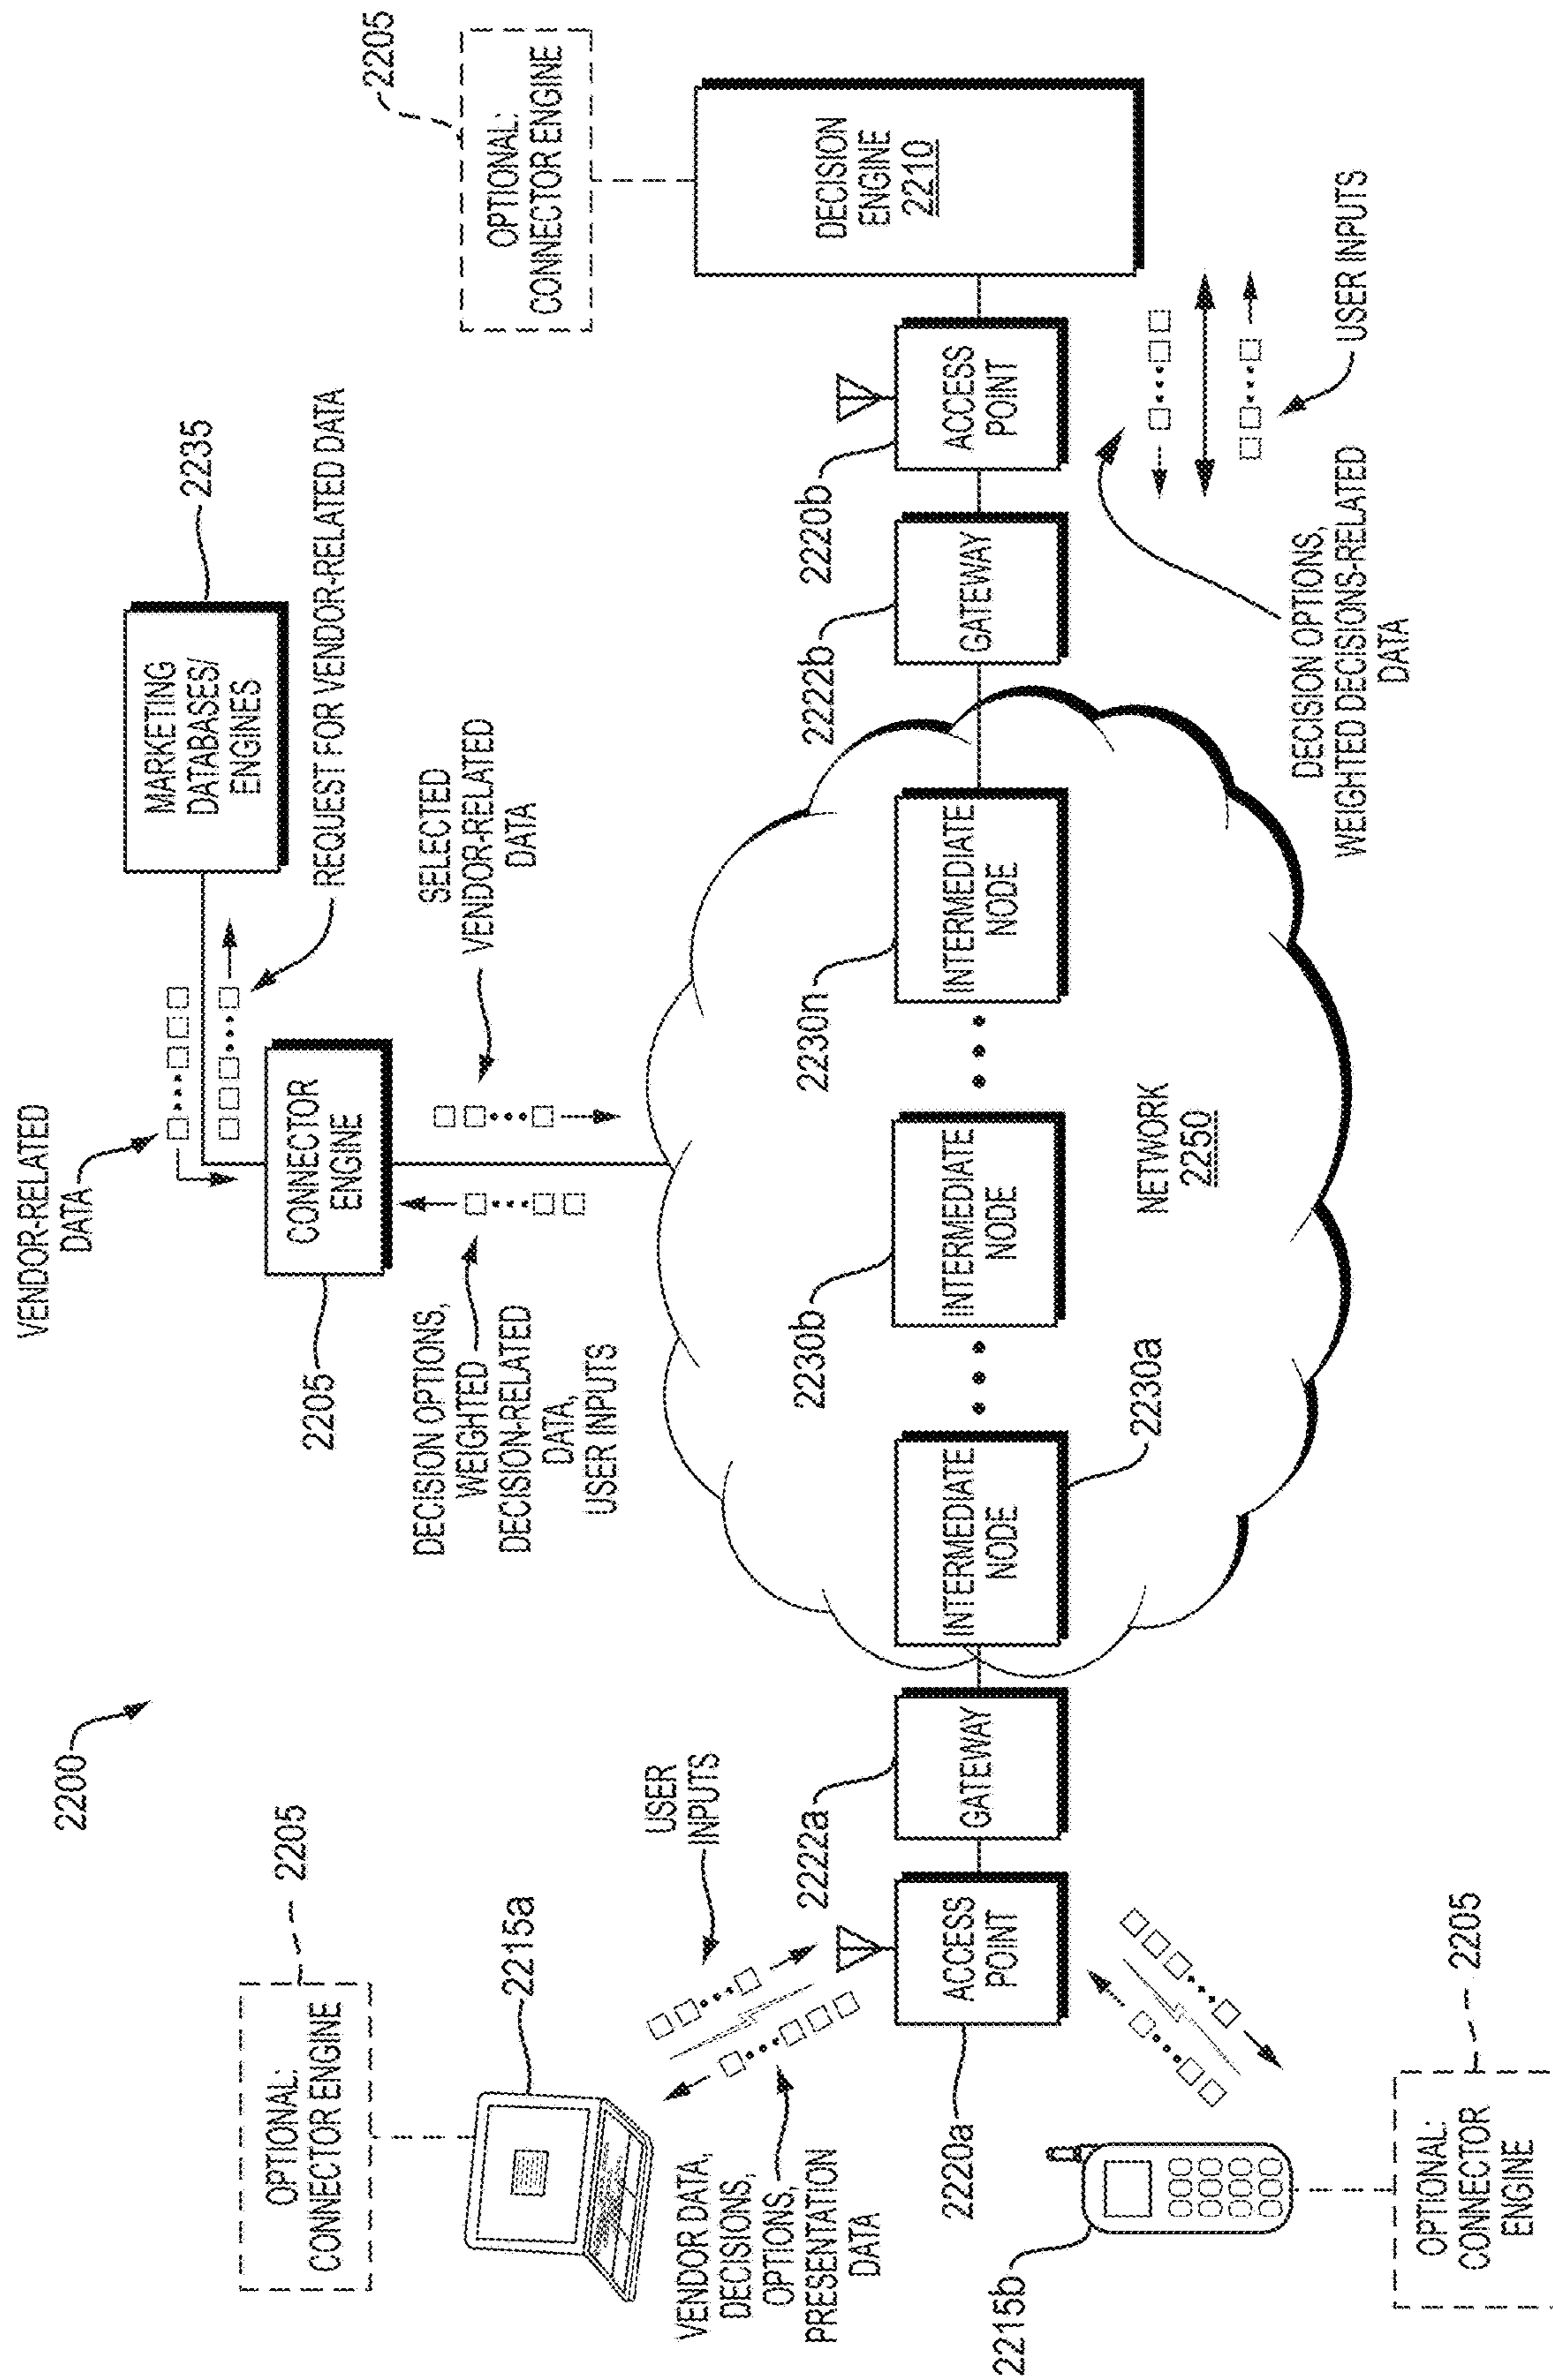 2200
VENDOR-RELATED
DATA
2235
MARKETING
DATABASES/
ENGINES
REQUEST FOR VENDOR-RELATED DATA
2205
CONNECTOR
ENGINE
DECISION OPTIONS,
WEIGHTED
DECISION-RELATED
DATA,
USER INPUTS
SELECTED
VENDOR-RELATED
DATA
2205
OPTIONAL:
CONNECTOR ENGINE
2205
OPTIONAL:
CONNECTOR ENGINE
2215a
USER
INPUTS
VENDOR DATA,
DECISIONS,
OPTIONS,
PRESENTATION
DATA
2220a
ACCESS
POINT
2222a
GATEWAY
INTERMEDIATE
NODE
2230a
2230b
INTERMEDIATE
NODE
2230n
INTERMEDIATE
NODE
NETWORK
2250
2222b
GATEWAY
2220b
ACCESS
POINT
DECISION
ENGINE
2210
DECISION OPTIONS,
WEIGHTED DECISIONS-RELATED
DATA
USER INPUTS
2215b
OPTIONAL:
CONNECTOR
ENGINE
2205